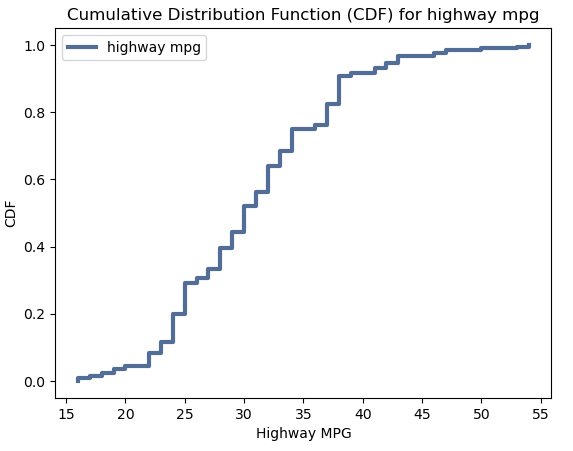 Cumulative Distribution Function (CDF) for highway mpg
highway mpg
CDF
1.0
0.8
0.6
0.4
0.2
0.0
15 20 25 30 35 40 45 50 55
Highway MPG